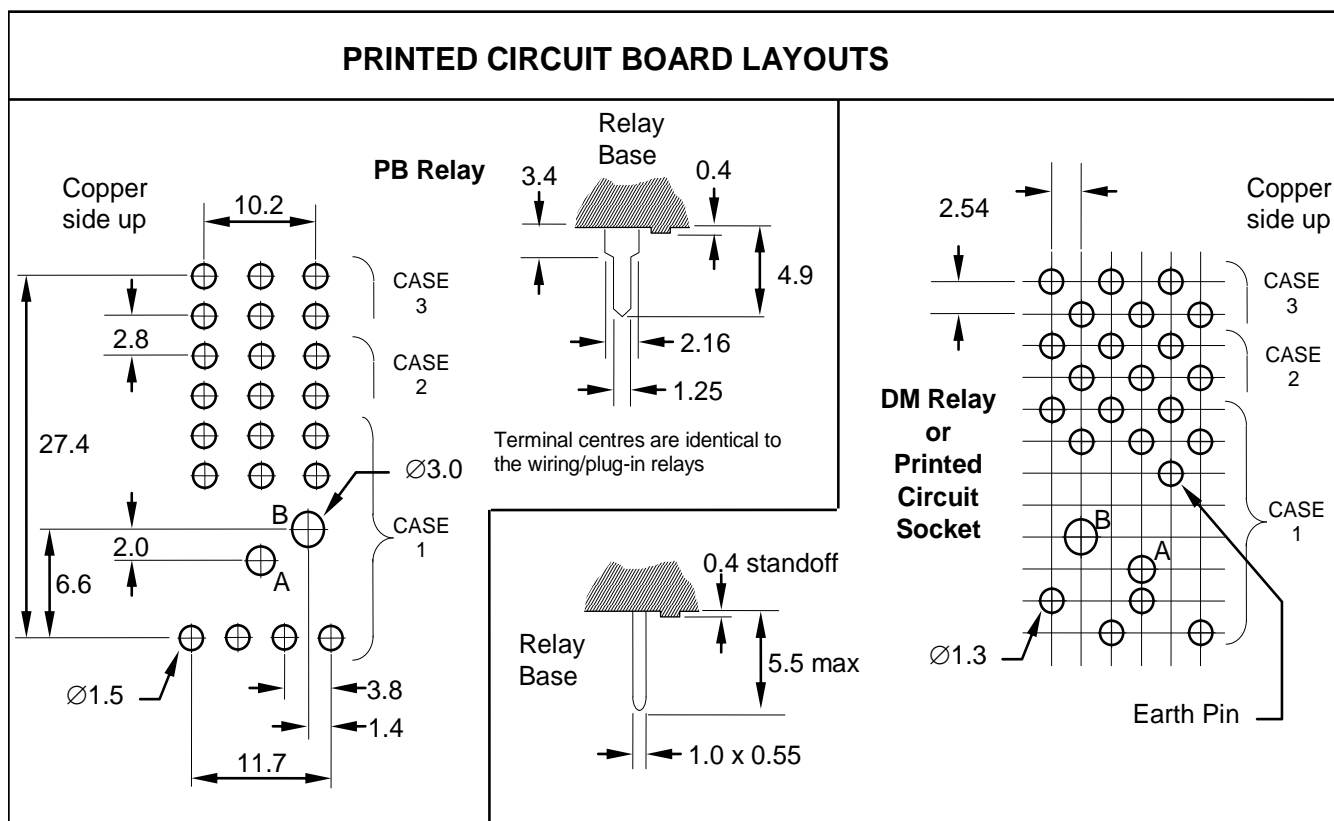 PRINTED CIRCUIT BOARD LAYOUTS
Copper
side up
10.2
PB Relay
CASE
3
2.8
CASE
2
27.4
∅3.0
B
CASE
1
2.0
A
6.6
∅1.5
3.8
1.4
11.7
Relay
Base
3.4
0.4
4.9
2.16
1.25
Terminal centres are identical to
the wiring/plug-in relays
0.4 standoff
Relay
Base
5.5 max
1.0 x 0.55
2.54
Copper
side up
CASE
3
CASE
2
DM Relay
or
Printed
Circuit
Socket
B
A
CASE
1
∅1.3
Earth Pin